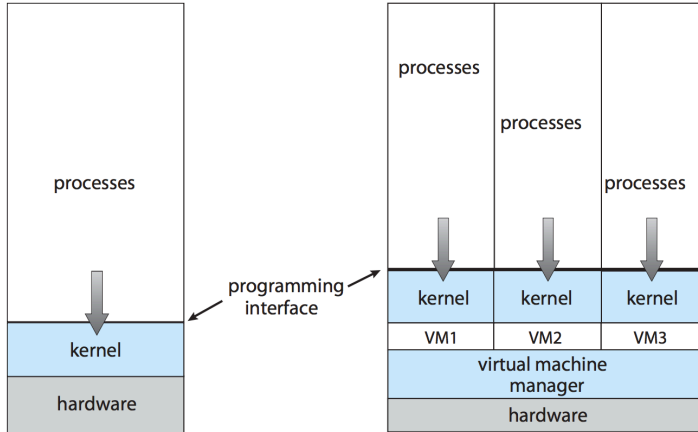 processes
kernel
hardware
programming
interface
processes
processes
processes
kernel
kernel
kernel
VM1
VM2
VM3
virtual machine
manager
hardware